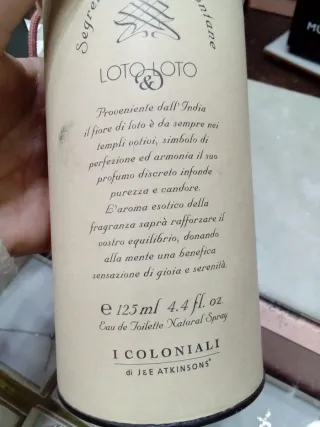 LOTO & LOTO
Proveniente dall'India
il fiore di loto è da sempre nei
templi votivi, simbolo di
perfezione ed armonia il suo
profumo discreto infonde
purezza e candore.
L'aroma esotico della
fragranza saprà rafforzare il
vostro equilibrio, donando
alla mente una benefica
sensazione di gioia e serenità.
e 125 ml 4.4 fl. oz.
Eau de Toilette Natural Spray
I COLONIALI
di J&E ATKINSONS®